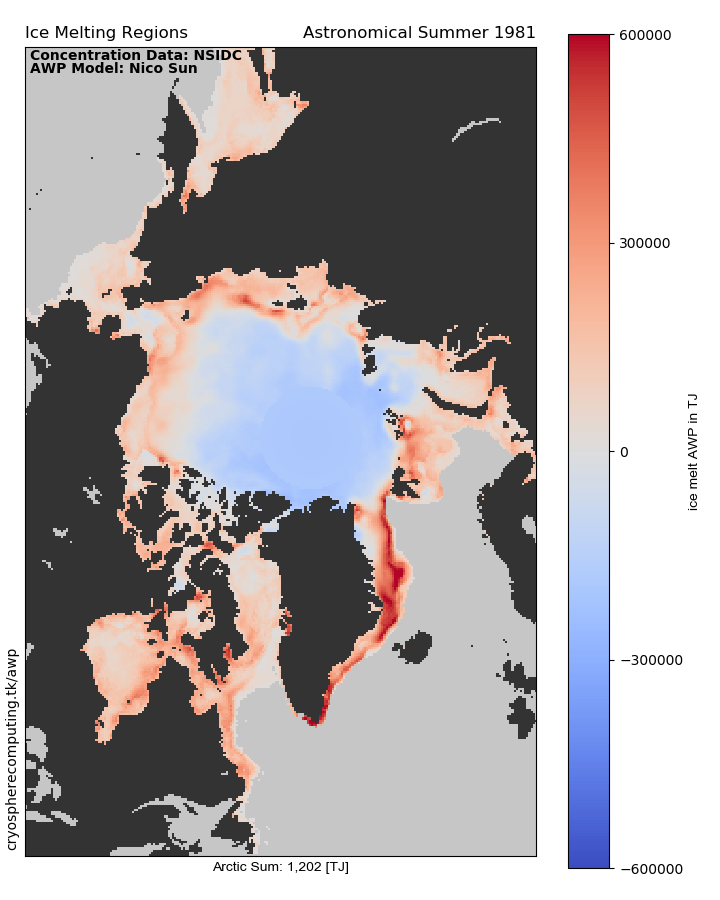 Ice Melting Regions
Astronomical Summer 1981
Concentration Data: NSIDC
AWP Model: Nico Sun
600000
300000
0
−300000
−600000
ice melt AWP in TJ
cryospherecomputing.tk/awp
Arctic Sum: 1,202 [TJ]